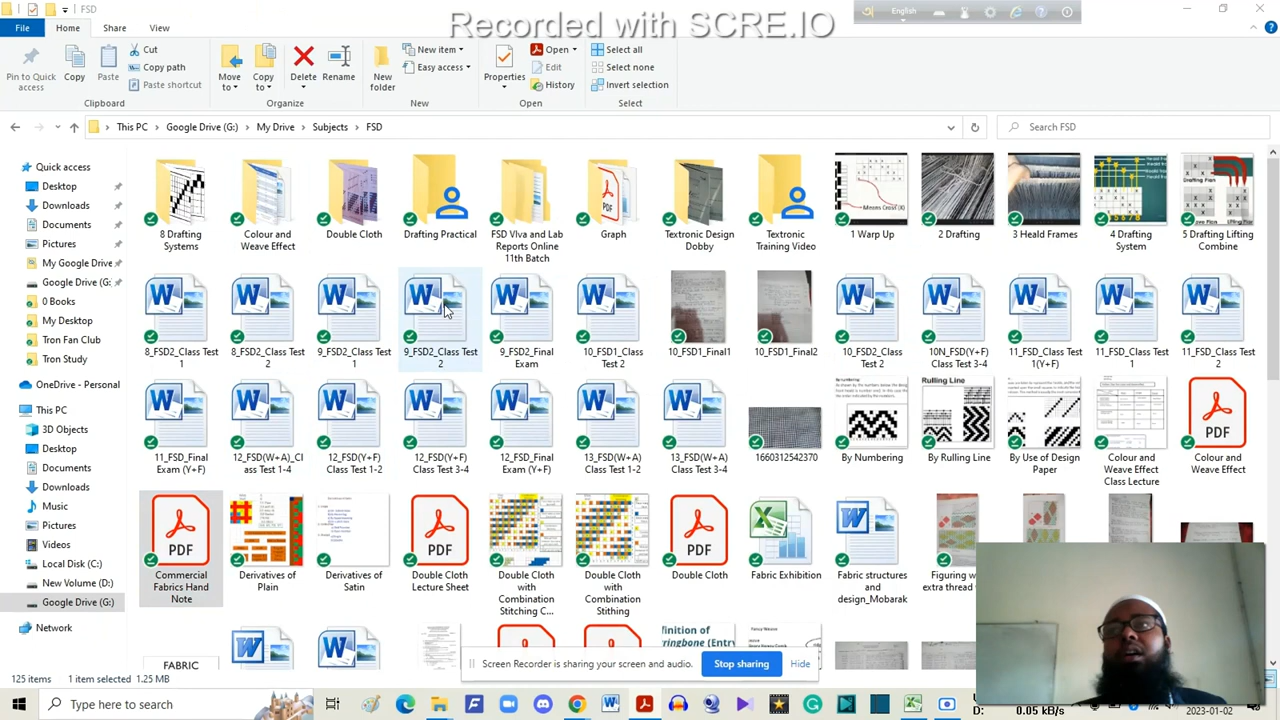 FSD
Recorded with SCRE.IO
English
File
Home
Share
View
Pin to Quick access
Copy
Paste
Cut
Copy path
Paste shortcut
Clipboard
Move to
Copy to
Delete
Rename
Organize
New folder
New item
Easy access
New
Properties
Open
Edit
History
Open
Select all
Select none
Invert selection
Select
This PC > Google Drive (G:) > My Drive > Subjects > FSD
Search FSD
Quick access
Desktop
Downloads
Documents
Pictures
My Google Drive
Google Drive (G:
0 Books
My Desktop
Tron Fan Club
Tron Study
OneDrive - Personal
This PC
3D Objects
Desktop
Documents
Downloads
Music
Pictures
Videos
Local Disk (C:)
New Volume (D:)
Google Drive (G:)
Network
8 Drafting Systems
Colour and Weave Effect
Double Cloth
Drafting Practical
FSD Viva and Lab Reports Online 11th Batch
Graph
Textronic Design Dobby
Textronic Training Video
1 Warp Up
2 Drafting
3 Heald Frames
4 Drafting System
5 Drafting Lifting Combine
8_FSD2_Class Test 1
8_FSD2_Class Test 2
9_FSD2_Class Test 1
9_FSD2_Class Test 2
9_FSD2_Final Exam
10_FSD1_Class Test 2
10_FSD1_Final1
10_FSD1_Final2
10_FSD2_Class Test 2
10N_FSD(Y+F) Class Test 3-4
11_FSD_Class Test 1(Y+F)
11_FSD_Class Test 1
11_FSD_Class Test 2
11_FSD_Final Exam (Y+F)
12_FSD(W+A)_Class Test 1-4
12_FSD(Y+F) Class Test 1-2
12_FSD(Y+F) Class Test 3-4
12_FSD_Final Exam (Y+F)
13_FSD(W+A) Class Test 1-2
13_FSD(W+A) Class Test 3-4
1660312542370
By Numbering
By Rulling Line
By Use of Design Paper
Colour and Weave Effect Class Lecture
Colour and Weave Effect
Commercial Fabrics Hand Note
Derivatives of Plain
Derivatives of Satin
Double Cloth Lecture Sheet
Double Cloth with Combination Stitching C...
Double Cloth with Combination Stithing
Double Cloth
Fabric Exhibition
Fabric structures and design_Mobarak
Figuring w
extra thread
FABRIC
Screen Recorder is sharing your screen and audio.
Stop sharing
Hide
125 items
1 item selected
1.25 MB
Type here to search
D:
0.05 kB/s
2023-01-02